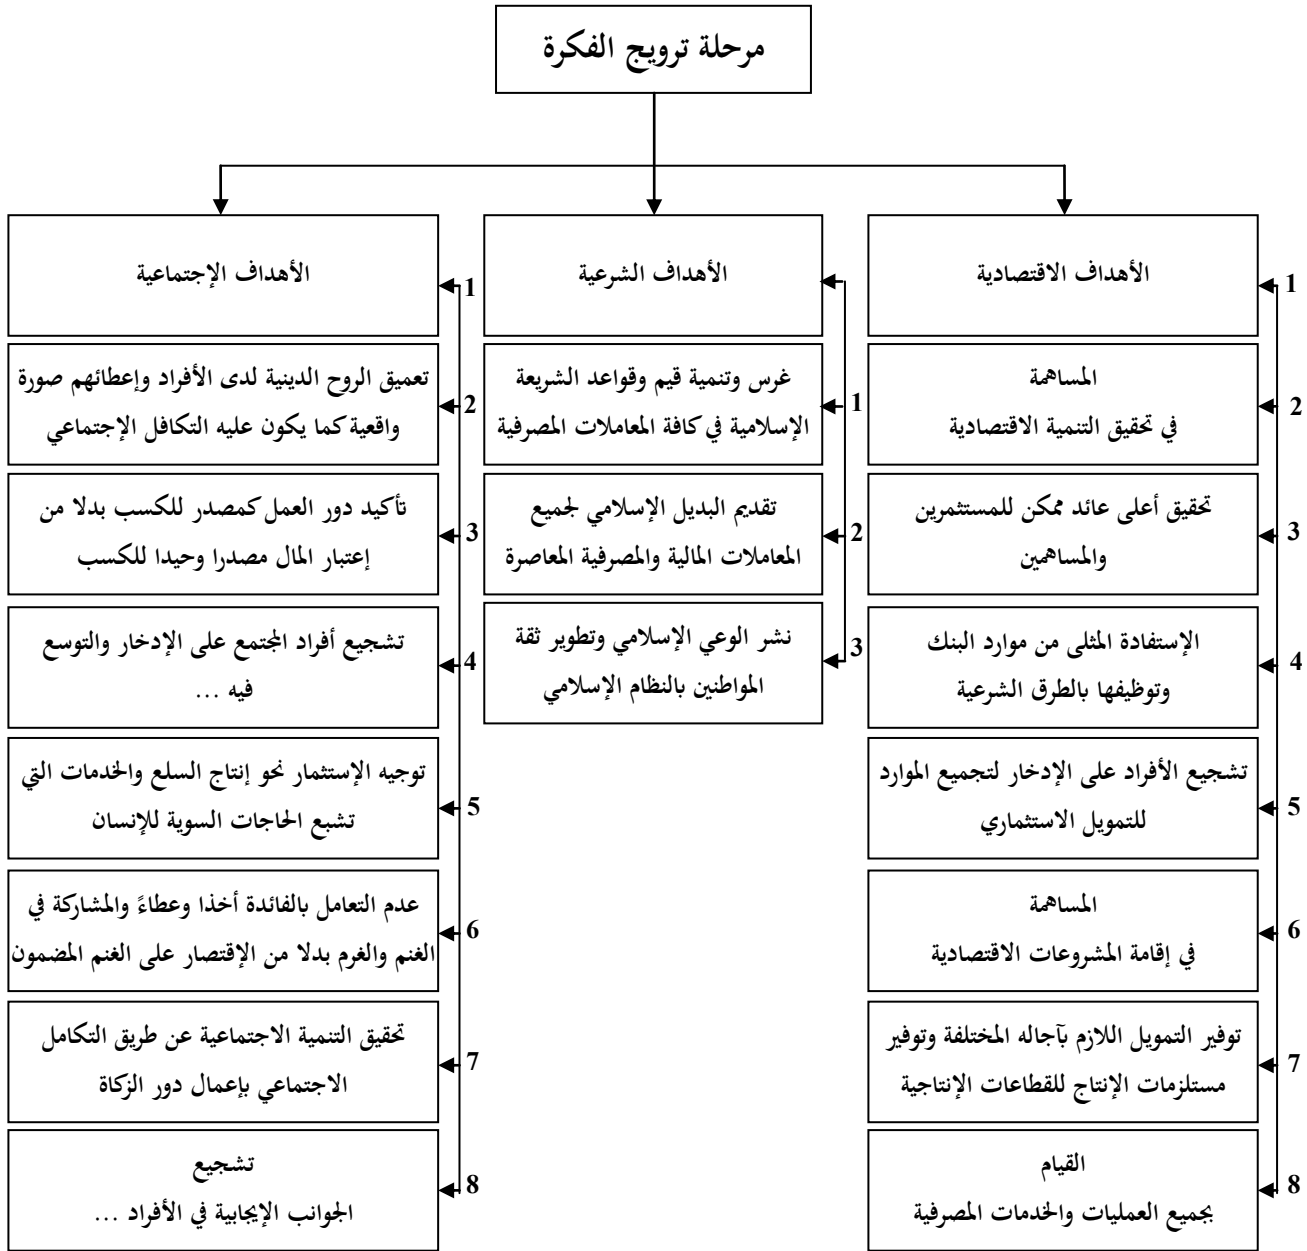 مرحلة ترويج الفكرة
الأهداف الاقتصادية
1
المساهمة
في تحقيق التنمية الاقتصادية
2
تحقيق أعلى عائد ممكن للمستثمرين
والمساهمين
3
الإستفادة المثلى من موارد البنك
وتوظيفها بالطرق الشرعية
4
تشجيع الأفراد على الإدخار لتجميع الموارد
للتمويل الاستثماري
5
المساهمة
في إقامة المشروعات الاقتصادية
6
توفير التمويل اللازم بآجاله المختلفة وتوفير
مستلزمات الإنتاج للقطاعات الإنتاجية
7
القيام
بجميع العمليات والخدمات المصرفية
8
الأهداف الشرعية
غرس وتنمية قيم وقواعد الشريعة
الإسلامية في كافة المعاملات المصرفية
1
تقديم البديل الإسلامي لجميع
المعاملات المالية والمصرفية المعاصرة
2
نشر الوعي الإسلامي وتطوير ثقة
المواطنين بالنظام الإسلامي
3
الأهداف الإجتماعية
1
تعميق الروح الدينية لدى الأفراد وإعطائهم صورة
واقعية كما يكون عليه التكافل الإجتماعي
2
تأكيد دور العمل كمصدر للكسب بدلا من
إعتبار المال مصدرا وحيدا للكسب
3
تشجيع أفراد المجتمع على الإدخار والتوسع
فيه ...
4
توجيه الإستثمار نحو إنتاج السلع والخدمات التي
تشبع الحاجات السوية للإنسان
5
عدم التعامل بالفائدة أخذا وعطاءً والمشاركة في
الغنم والغرم بدلا من الإقتصار على الغنم المضمون
6
تحقيق التنمية الاجتماعية عن طريق التكامل
الاجتماعي بإعمال دور الزكاة
7
تشجيع
الجوانب الإيجابية في الأفراد ...
8